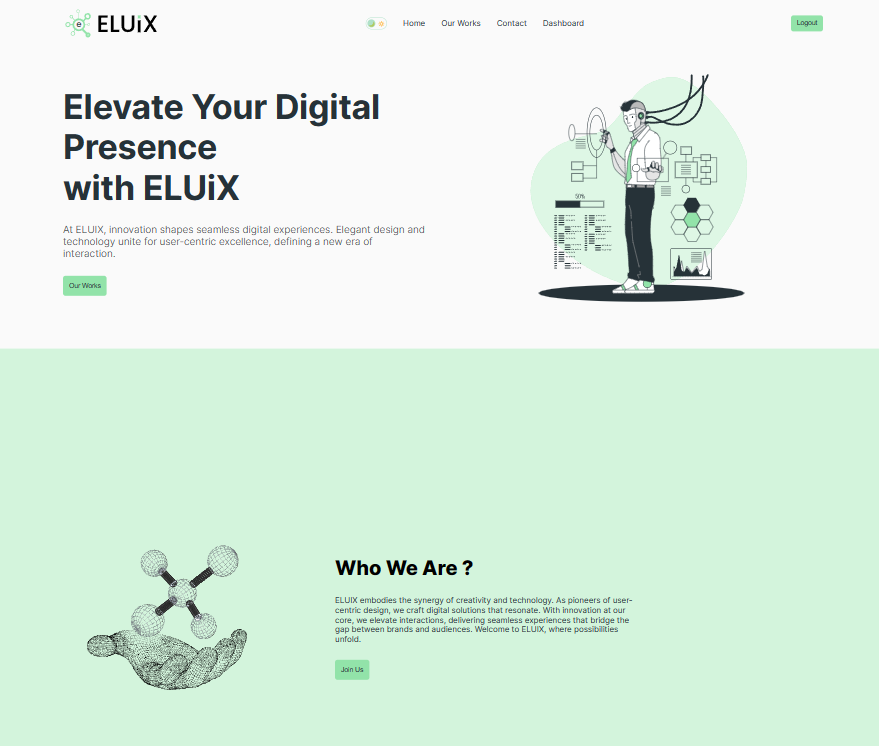 e ELUiX
Home Our Works Contact Dashboard
Logout
Elevate Your Digital
Presence
with ELUiX
At ELUIX, innovation shapes seamless digital experiences. Elegant design and
technology unite for user-centric excellence, defining a new era of
interaction.
Our Works
50%
Who We Are ?
ELUIX embodies the synergy of creativity and technology. As pioneers of user-
centric design, we craft digital solutions that resonate. With innovation at our
core, we elevate interactions, delivering seamless experiences that bridge the
gap between brands and audiences. Welcome to ELUIX, where possibilities
unfold.
Join Us